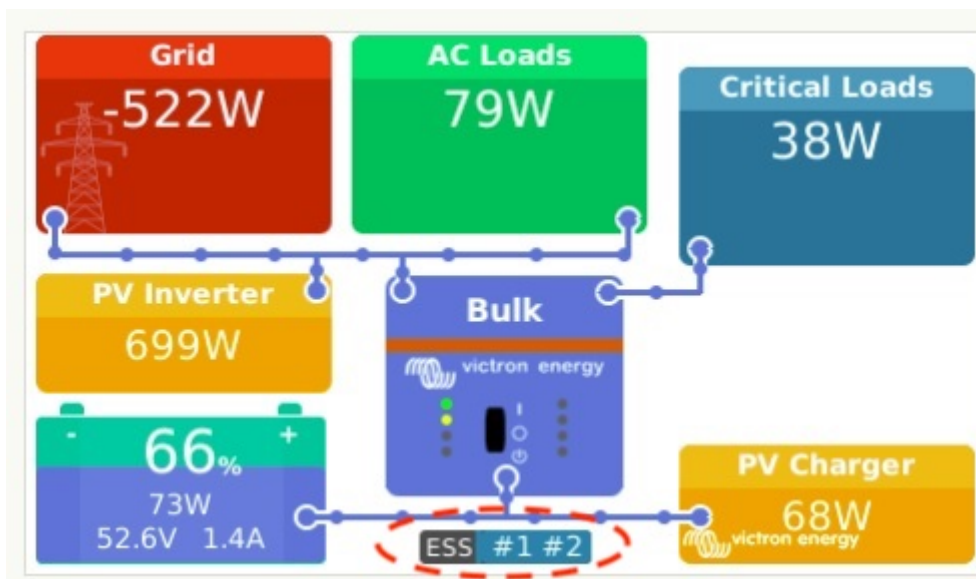 Grid
-522W
AC Loads
79W
Critical Loads
38W
PV Inverter
699W
Bulk
victron energy
- +
66%
73W
52.6V 1.4A
PV Charger
68W
victron energy
ESS #1 #2